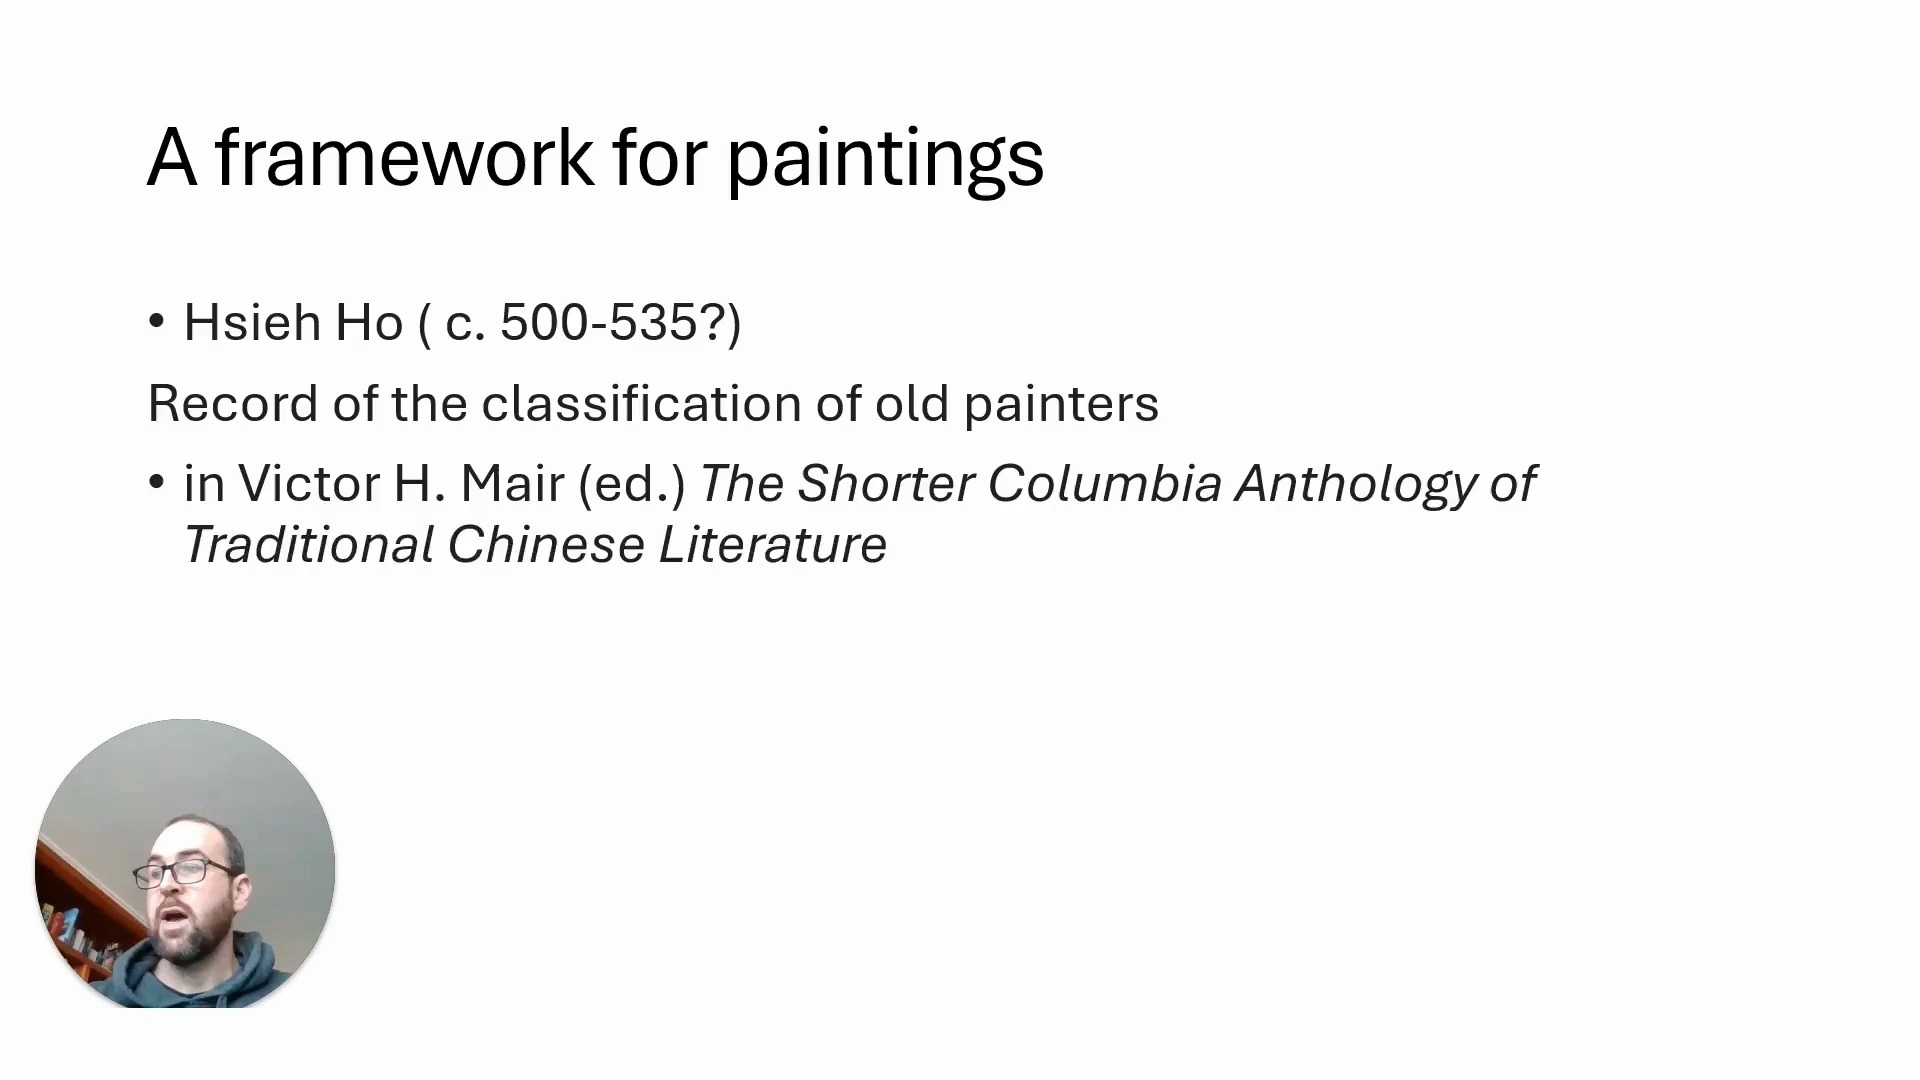 A framework for paintings
• Hsieh Ho ( c. 500-535?)
Record of the classification of old painters
• in Victor H. Mair (ed.) The Shorter Columbia Anthology of
Traditional Chinese Literature